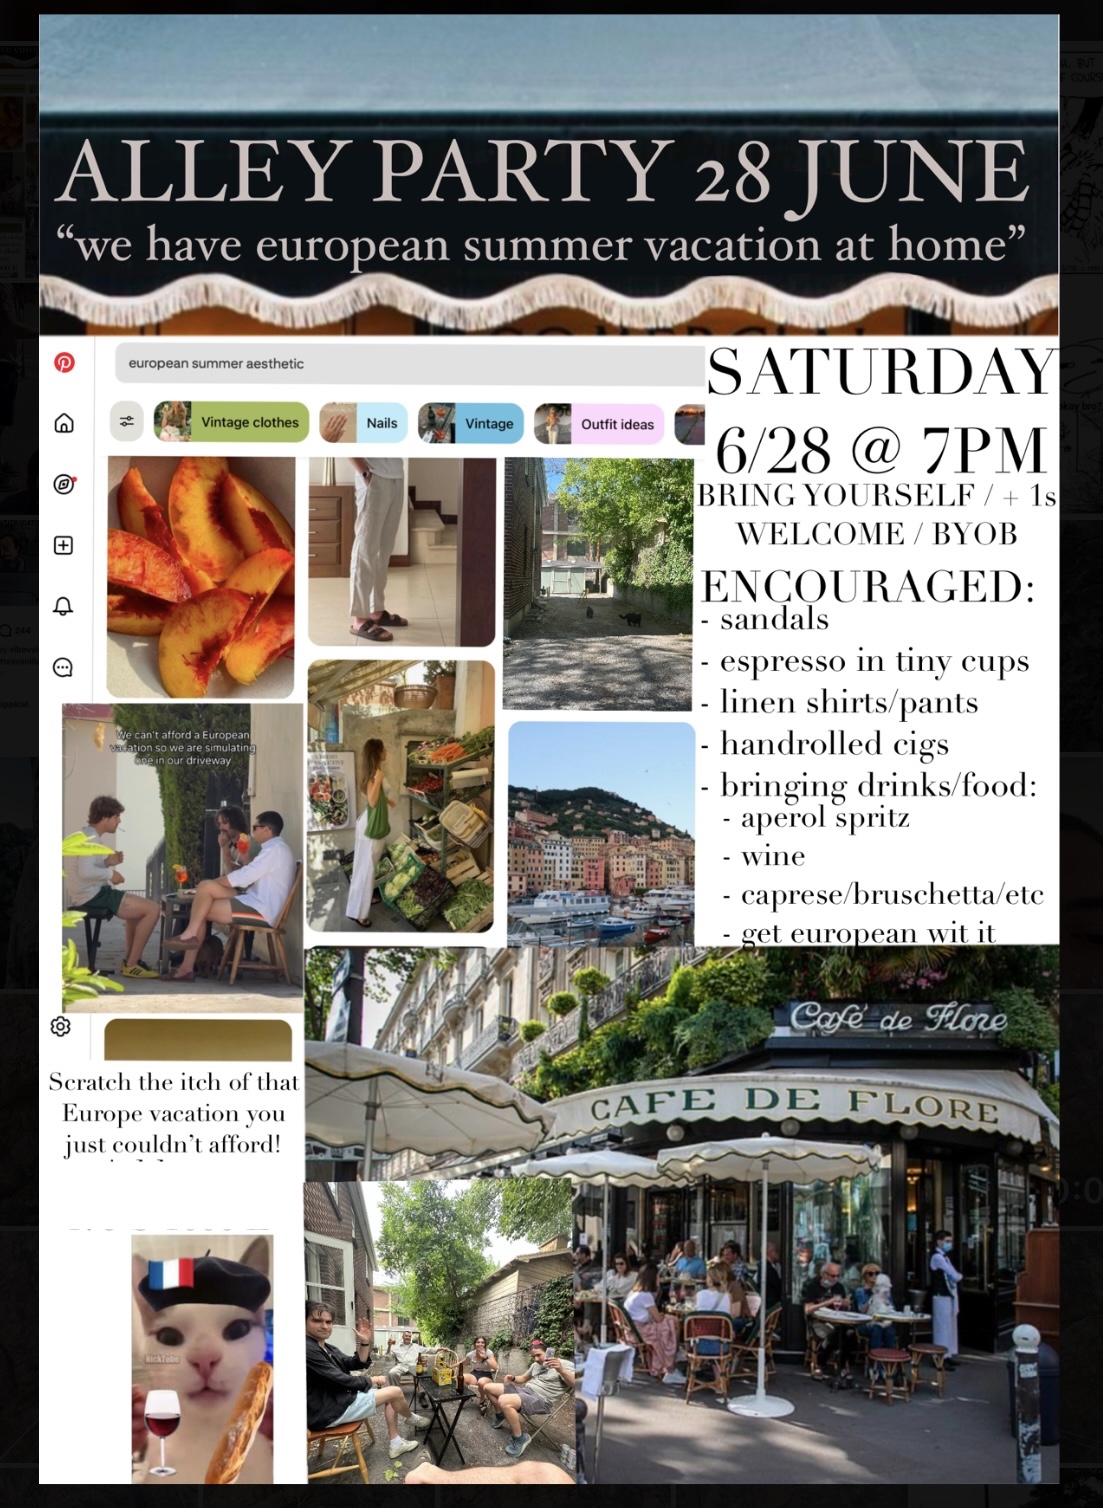 ALLEY PARTY 28 JUNE
“we have european summer vacation at home”
european summer aesthetic
Vintage clothes
Nails
Vintage
Outfit ideas
SATURDAY
6/28 @ 7PM
BRING YOURSELF / + 1s
WELCOME / BYOB
ENCOURAGED:
- sandals
- espresso in tiny cups
- linen shirts/pants
- handrolled cigs
- bringing drinks/food:
- aperol spritz
- wine
- caprese/bruschetta/etc
- get european wit it
We can't afford a European
vacation so we are simulating
one in our driveway
Scratch the itch of that
Europe vacation you
just couldn’t afford!
Café de Flore
CAFE DE FLORE